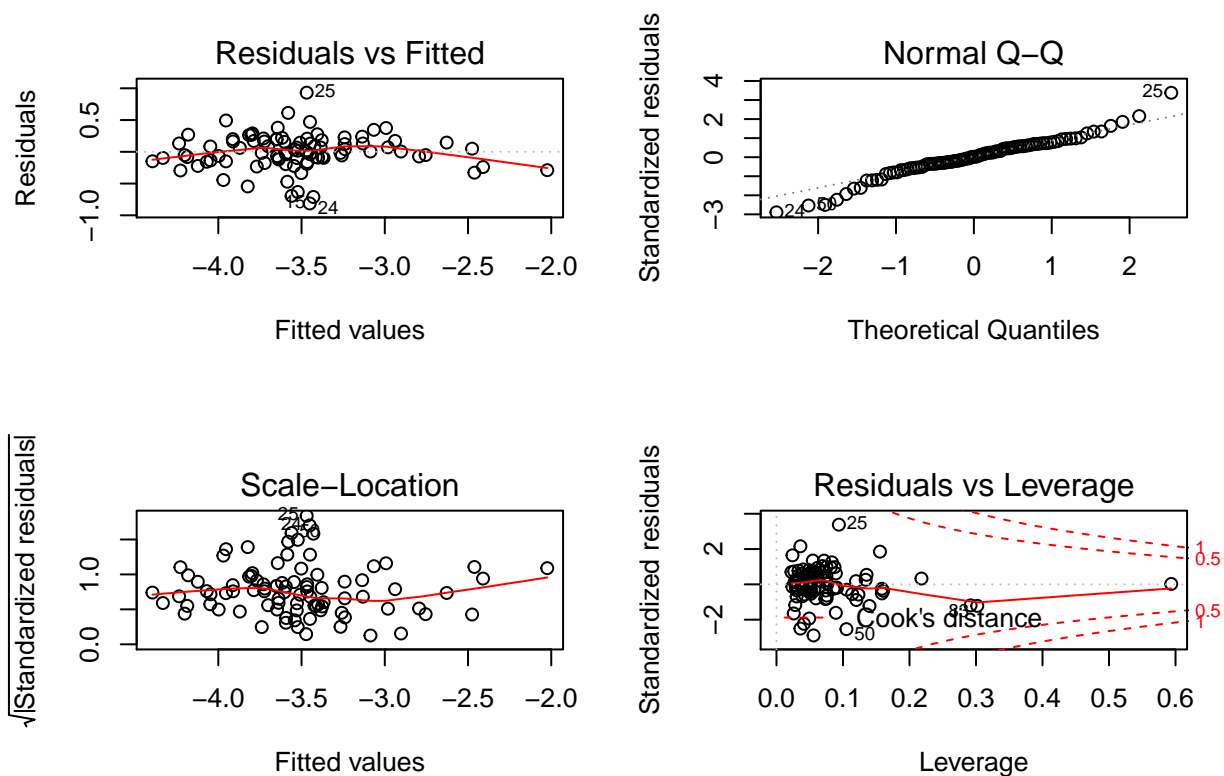 Residuals vs Fitted
Residuals
0.5
−1.0
25
24
−4.0 −3.5 −3.0 −2.5 −2.0
Fitted values
Normal Q−Q
Standardized residuals
4
2
0
−3
25
24
−2 −1 0 1 2
Theoretical Quantiles
Scale−Location
√|Standardized residuals|
1.0
0.0
25
24
−4.0 −3.5 −3.0 −2.5 −2.0
Fitted values
Residuals vs Leverage
Standardized residuals
2
0
−2
25
50
Cook's distance
1
0.5
0.5
1
0.0 0.1 0.2 0.3 0.4 0.5 0.6
Leverage